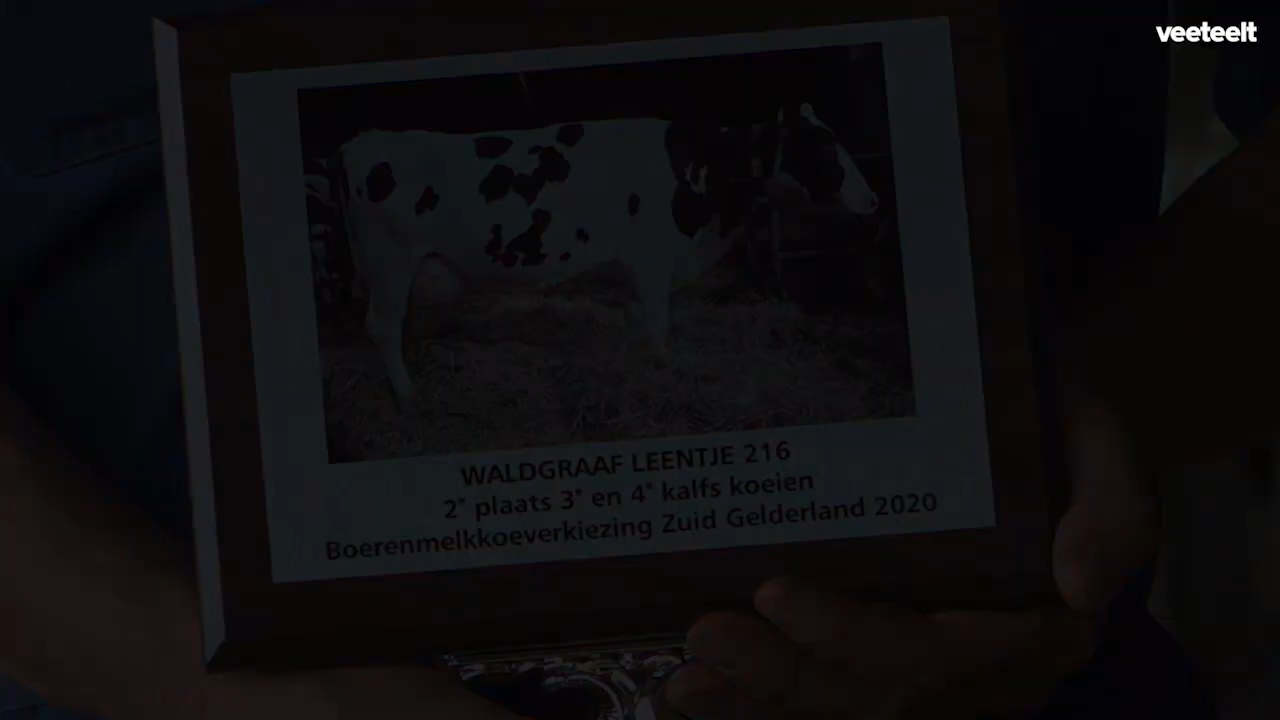 veeteelt
WALDGRAAF LEENTJE 216
2e plaats 3e en 4e kalfs koeien
Boerenmelkkoeverkiezing Zuid Gelderland 2020